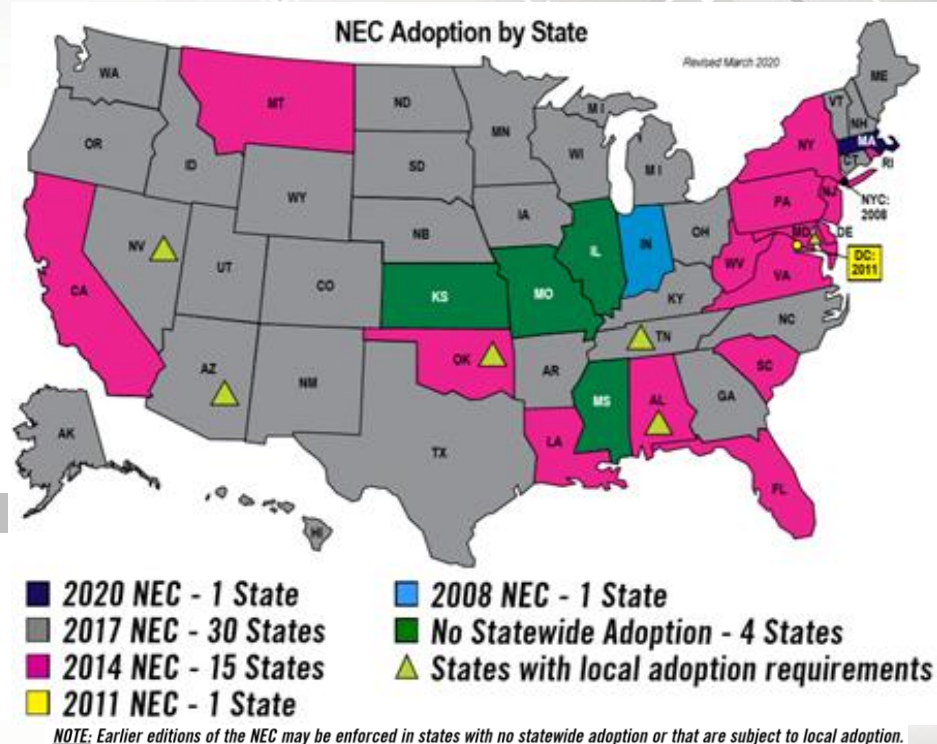 NEC Adoption by State
Revised March 2020
WA
OR
CA
NV
ID
MT
WY
UT
AZ
CO
NM
ND
SD
NB
KS
OK
TX
MN
IA
MO
AR
LA
WI
IL
MI
MI
IN
OH
KY
TN
MS
AL
GA
FL
SC
NC
VA
WV
PA
NY
VT
NH
ME
MA
CT
RI
NJ
DE
MD
NYC:
2008
DC:
2011
AK
HI
2020 NEC - 1 State
2017 NEC - 30 States
2014 NEC - 15 States
2011 NEC - 1 State
2008 NEC - 1 State
No Statewide Adoption - 4 States
States with local adoption requirements
NOTE: Earlier editions of the NEC may be enforced in states with no statewide adoption or that are subject to local adoption.